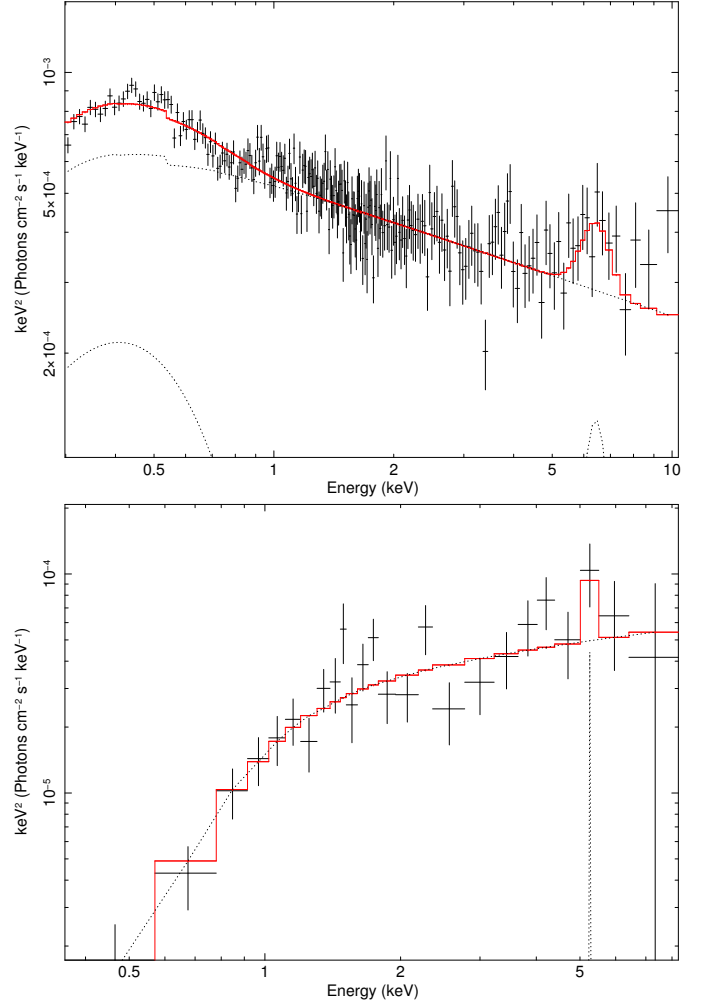 10⁻³
5×10⁻⁴
2×10⁻⁴
keV² (Photons cm⁻² s⁻¹ keV⁻¹)
0.5 1 2 5 10
Energy (keV)
10⁻⁴
10⁻⁵
keV² (Photons cm⁻² s⁻¹ keV⁻¹)
0.5 1 2 5
Energy (keV)